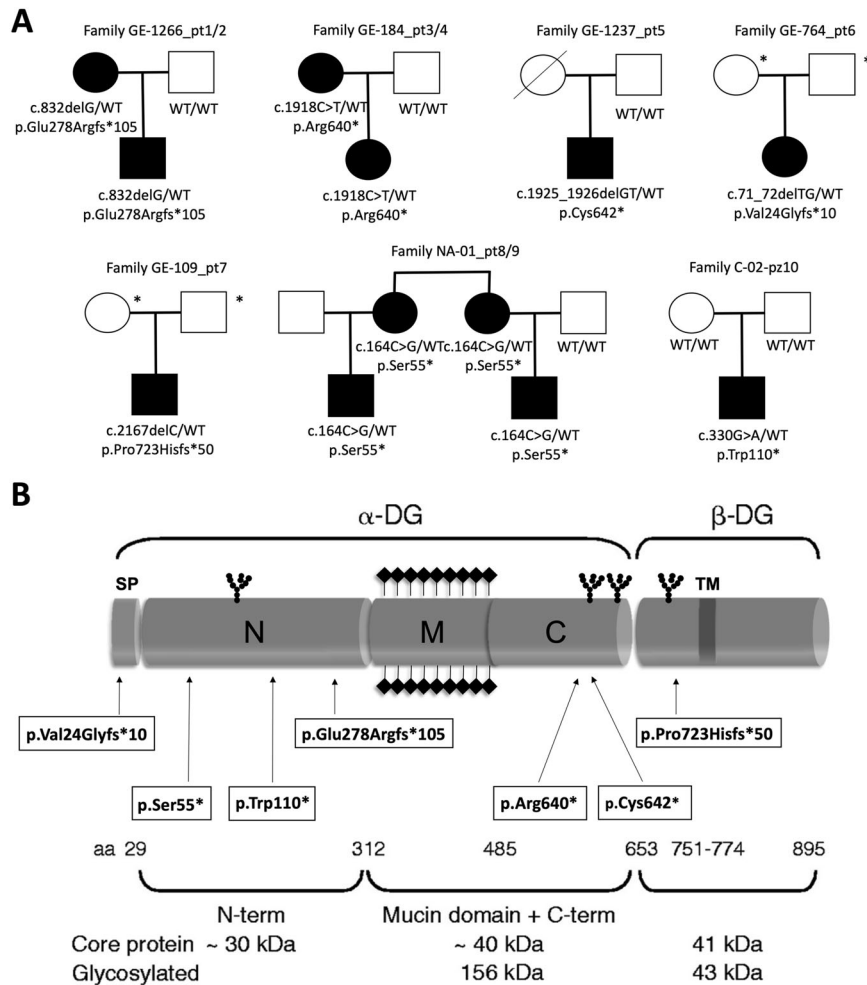 A
Family GE-1266_pt1/2
Family GE-184_pt3/4
Family GE-1237_pt5
Family GE-764_pt6
* *
c.832delG/WT
p.Glu278Argfs*105
WT/WT
c.1918C>T/WT
p.Arg640*
WT/WT
WT/WT
c.832delG/WT
p.Glu278Argfs*105
c.1918C>T/WT
p.Arg640*
c.1925_1926delGT/WT
p.Cys642*
c.71_72delTG/WT
p.Val24Glyfs*10
Family GE-109_pt7
Family NA-01_pt8/9
Family C-02-pz10
* *
c.164C>G/WT
p.Ser55*
c.164C>G/WT
p.Ser55*
WT/WT
WT/WT
WT/WT
c.2167delC/WT
p.Pro723Hisfs*50
c.164C>G/WT
p.Ser55*
c.164C>G/WT
p.Ser55*
c.330G>A/WT
p.Trp110*
B
α-DG β-DG
SP TM
N M C
p.Val24Glyfs*10
p.Glu278Argfs*105
p.Pro723Hisfs*50
p.Ser55*
p.Trp110*
p.Arg640*
p.Cys642*
aa 29 312 485 653 751-774 895
N-term Mucin domain + C-term
Core protein ~ 30 kDa ~ 40 kDa 41 kDa
Glycosylated 156 kDa 43 kDa